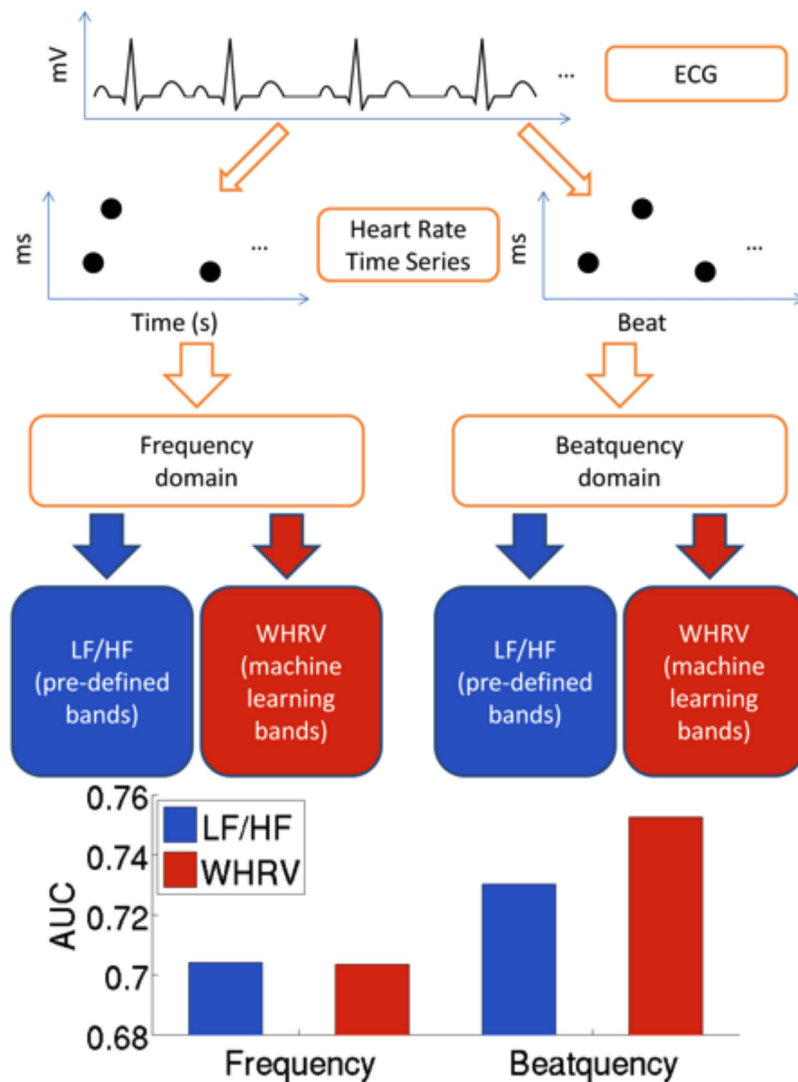 mV
...
ECG
ms
...
Heart Rate
Time Series
ms
...
Time (s)
Beat
Frequency
domain
Beatquency
domain
LF/HF
(pre-defined
bands)
WHRV
(machine
learning
bands)
LF/HF
(pre-defined
bands)
WHRV
(machine
learning
bands)
0.76
0.74
0.72
0.7
0.68
AUC
LF/HF
WHRV
Frequency
Beatquency